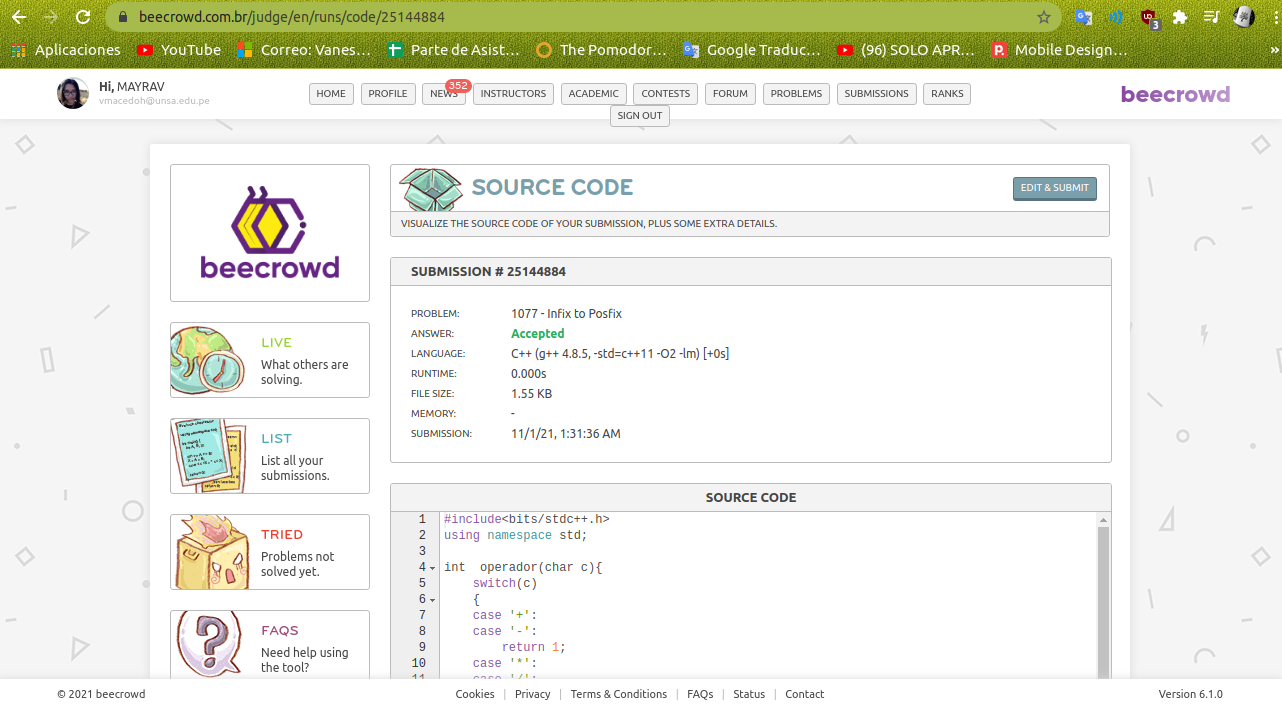 beecrowd.com.br/judge/en/runs/code/25144884
3
Aplicaciones YouTube Correo: Vanes... Parte de Asist... The Pomodor... Google Traduc... (96) SOLO APR... Mobile Design... »
Hi, MAYRAV
vmacedoh@unsa.edu.pe
HOME PROFILE NEWS 352 INSTRUCTORS ACADEMIC CONTESTS FORUM PROBLEMS SUBMISSIONS RANKS
SIGN OUT
beecrowd
beecrowd
SOURCE CODE
EDIT & SUBMIT
VISUALIZE THE SOURCE CODE OF YOUR SUBMISSION, PLUS SOME EXTRA DETAILS.
LIVE
What others are
solving.
LIST
List all your
submissions.
TRIED
Problems not
solved yet.
FAQS
Need help using
the tool?
SUBMISSION # 25144884
PROBLEM: 1077 - Infix to Posfix
ANSWER: Accepted
LANGUAGE: C++ (g++ 4.8.5, -std=c++11 -O2 -lm) [+0s]
RUNTIME: 0.000s
FILE SIZE: 1.55 KB
MEMORY: -
SUBMISSION: 11/1/21, 1:31:36 AM
SOURCE CODE
1 #include<bits/stdc++.h>
2 using namespace std;
3
4 int  operador(char c){
5     switch(c)
6     {
7     case '+':
8     case '-':
9         return 1;
10     case '*':
11     case '/':
© 2021 beecrowd
Cookies | Privacy | Terms & Conditions | FAQs | Status | Contact
Version 6.1.0